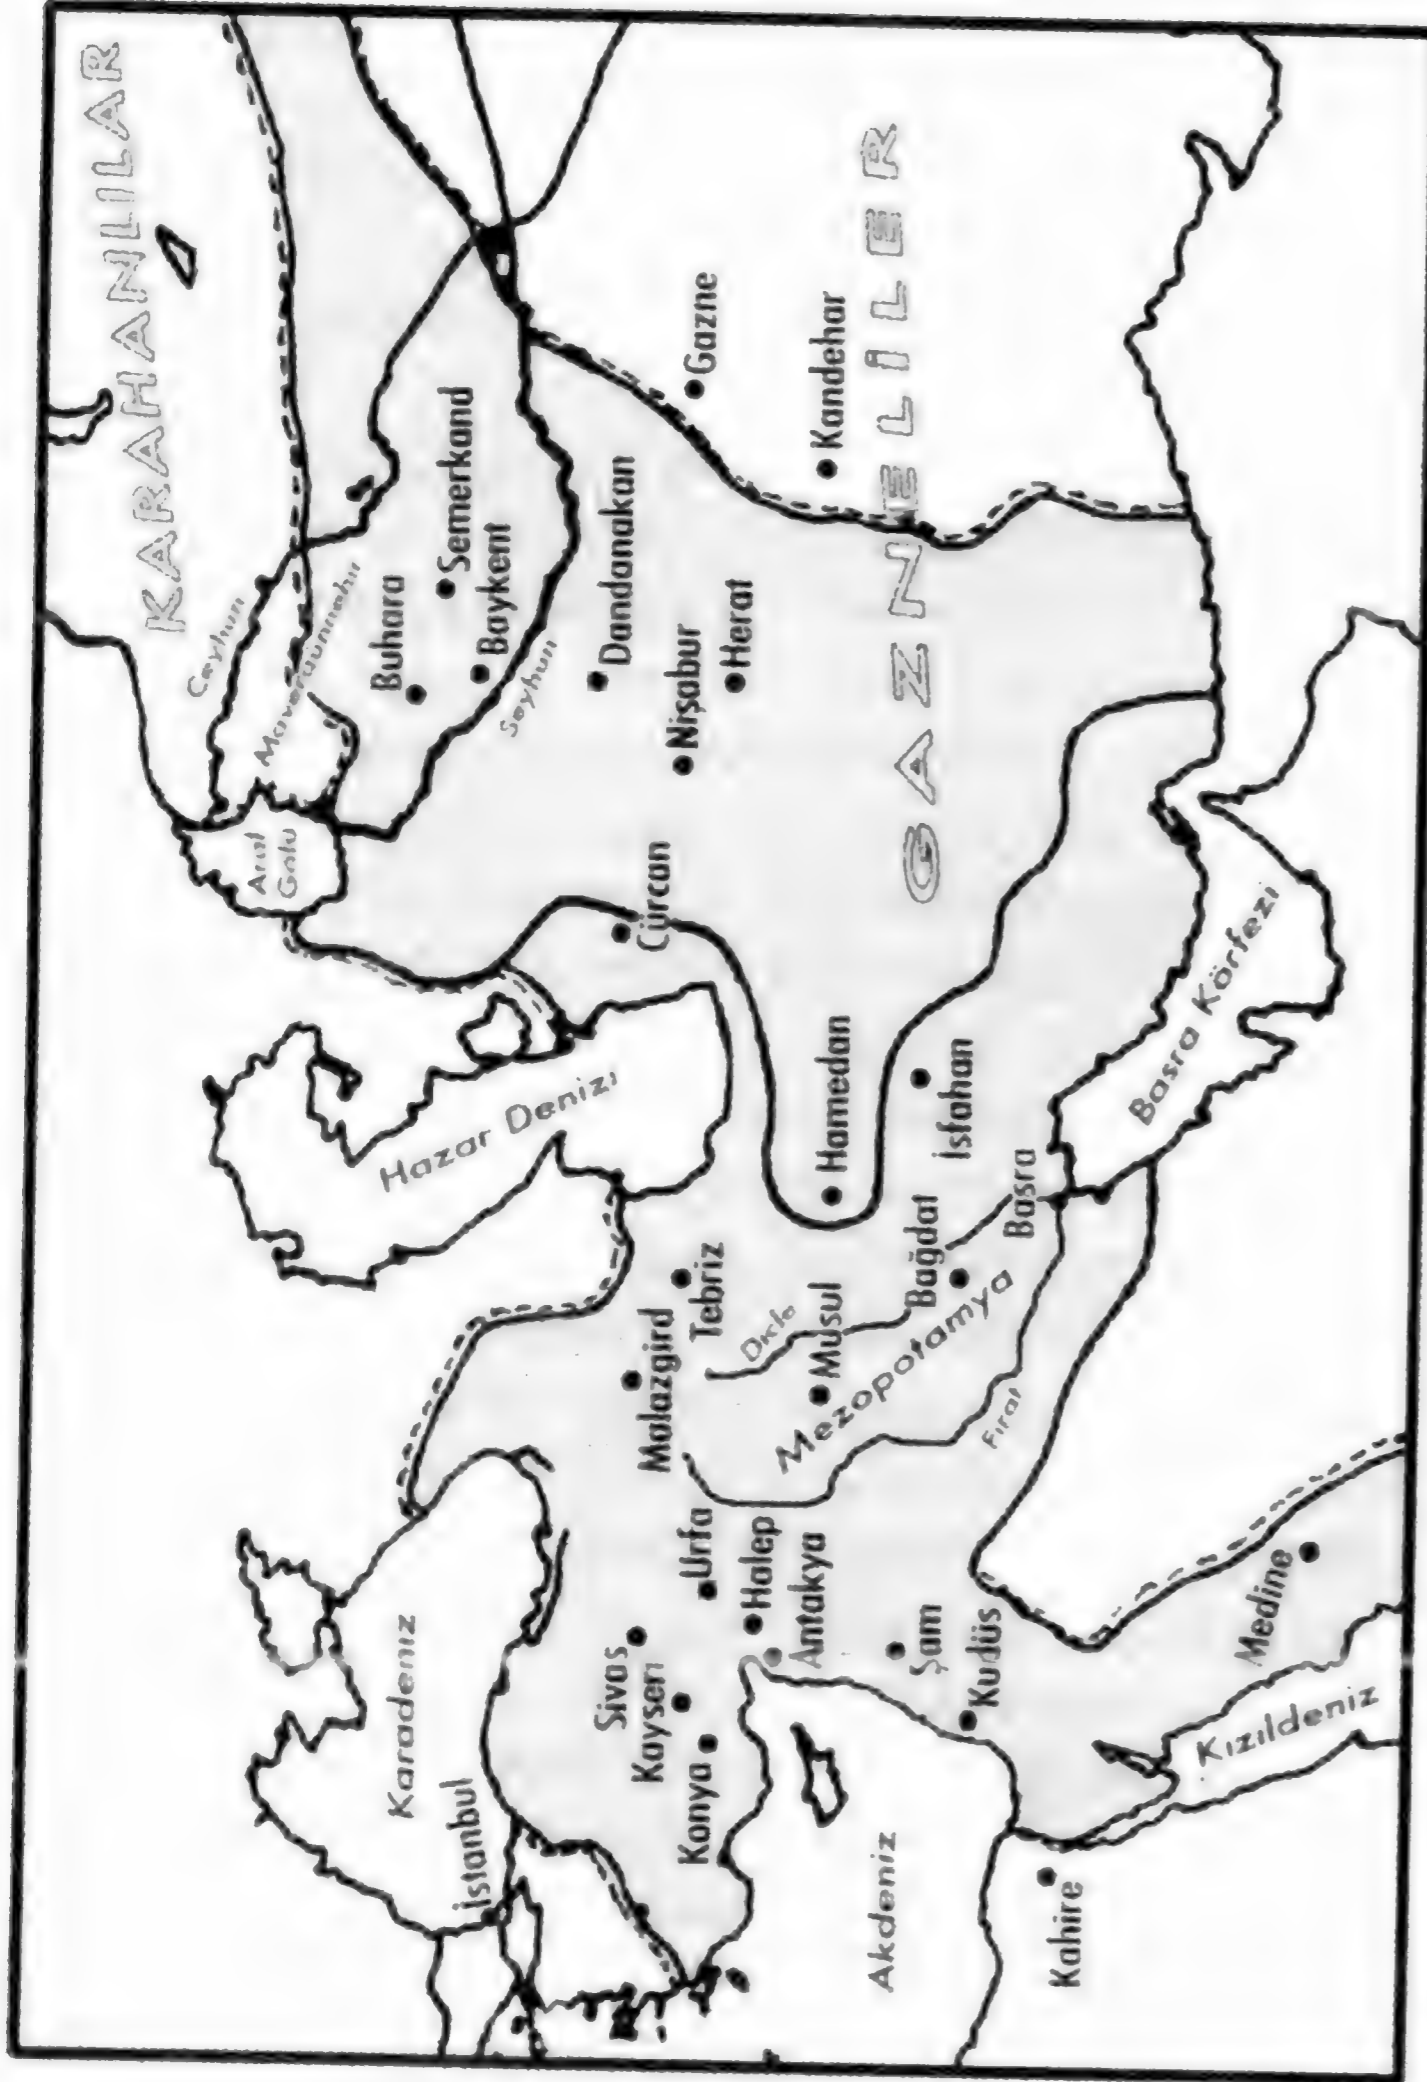 KARAHANLILAR
Ceyhun
Maveraünnehir
Aral
Gölü
Buhara
Semerkand
Baykent
Seyhun
Dandanakan
Nişabur
Herat
Gazne
Kandehar
GAZNELİLER
Cürcan
Hazar Denizi
Hamedan
İsfahan
Basra Körfezi
Basra
Bağdat
Tebriz
Dicle
Musul
Mezopotamya
Fırat
Malazgird
Urfa
Halep
Antakya
Şam
Kudüs
Medine
Kızıldeniz
Sivas
Kayseri
Konya
Karadeniz
İstanbul
Akdeniz
Kahire